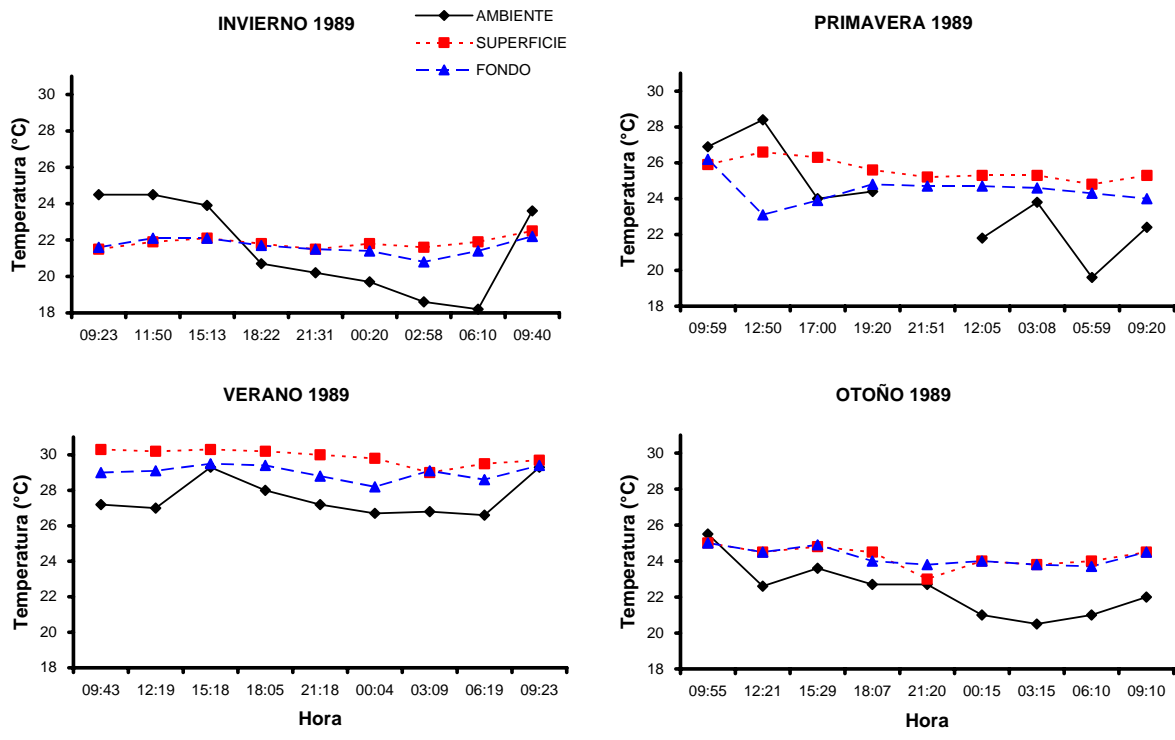 INVIERNO 1989
AMBIENTE
SUPERFICIE
FONDO
Temperatura (°C)
30
28
26
24
22
20
18
09:23 11:50 15:13 18:22 21:31 00:20 02:58 06:10 09:40
PRIMAVERA 1989
Temperatura (°C)
30
28
26
24
22
20
18
09:59 12:50 17:00 19:20 21:51 12:05 03:08 05:59 09:20
VERANO 1989
Temperatura (°C)
30
28
26
24
22
20
18
09:43 12:19 15:18 18:05 21:18 00:04 03:09 06:19 09:23
Hora
OTOÑO 1989
Temperatura (°C)
30
28
26
24
22
20
18
09:55 12:21 15:29 18:07 21:20 00:15 03:15 06:10 09:10
Hora